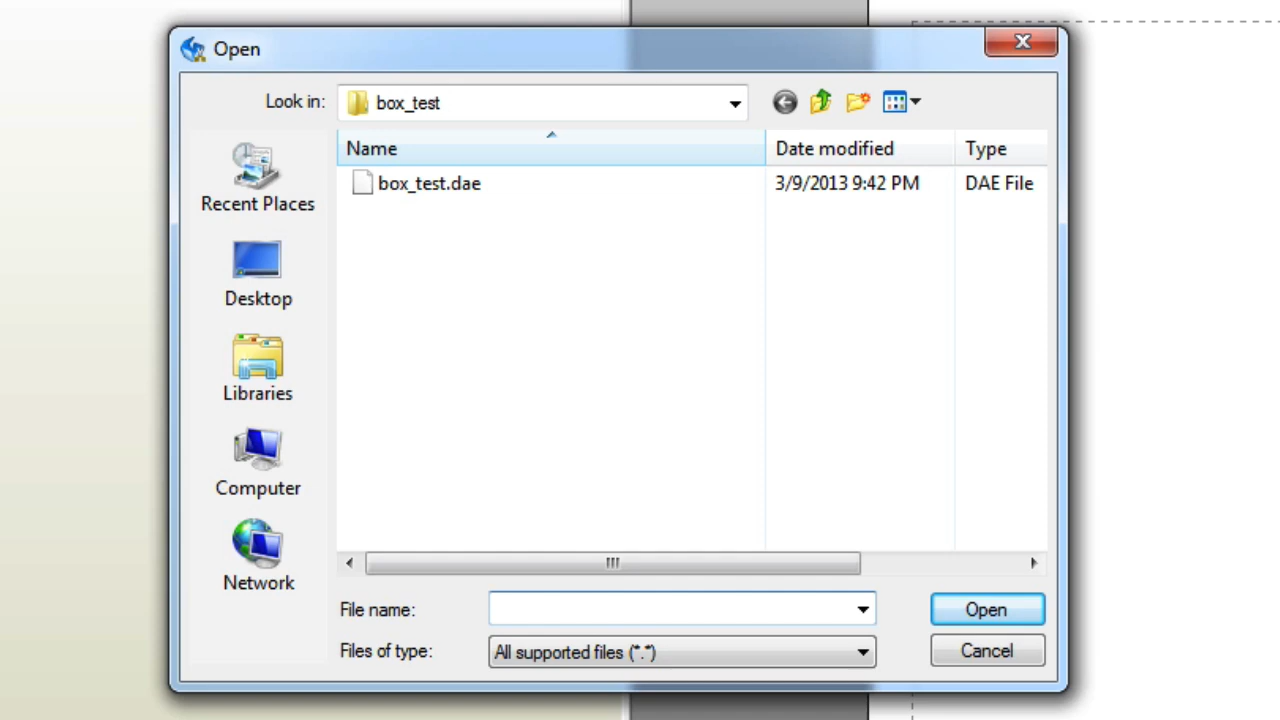 Open
Look in: box_test
Name Date modified Type
box_test.dae 3/9/2013 9:42 PM DAE File
Recent Places
Desktop
Libraries
Computer
Network
File name: Open
Files of type: All supported files (*.*) Cancel